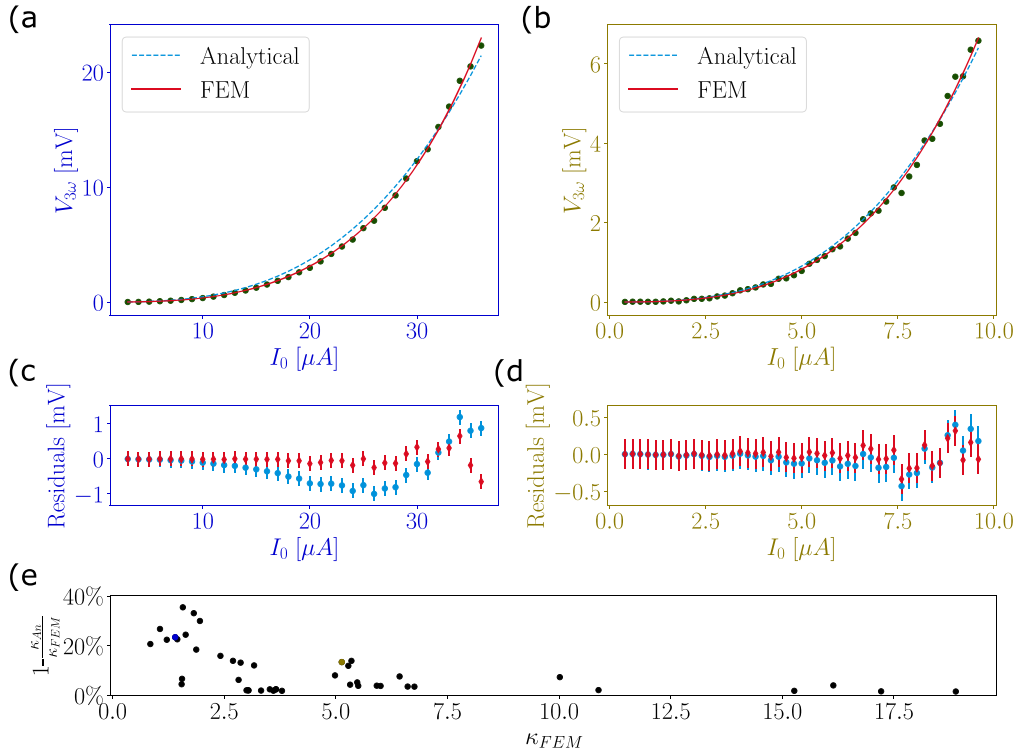 (a
(b
Analytical
FEM
Analytical
FEM
V3ω [mV]
20
10
0
V3ω [mV]
6
4
2
0
10 20 30
0.0 2.5 5.0 7.5 10.0
I0 [μA]
I0 [μA]
(c
(d
Residuals [mV]
1
0
−1
Residuals [mV]
0.5
0.0
−0.5
10 20 30
0.0 2.5 5.0 7.5 10.0
I0 [μA]
I0 [μA]
(e
1-κAn/κFEM
40%
20%
0%
0.0 2.5 5.0 7.5 10.0 12.5 15.0 17.5
κFEM